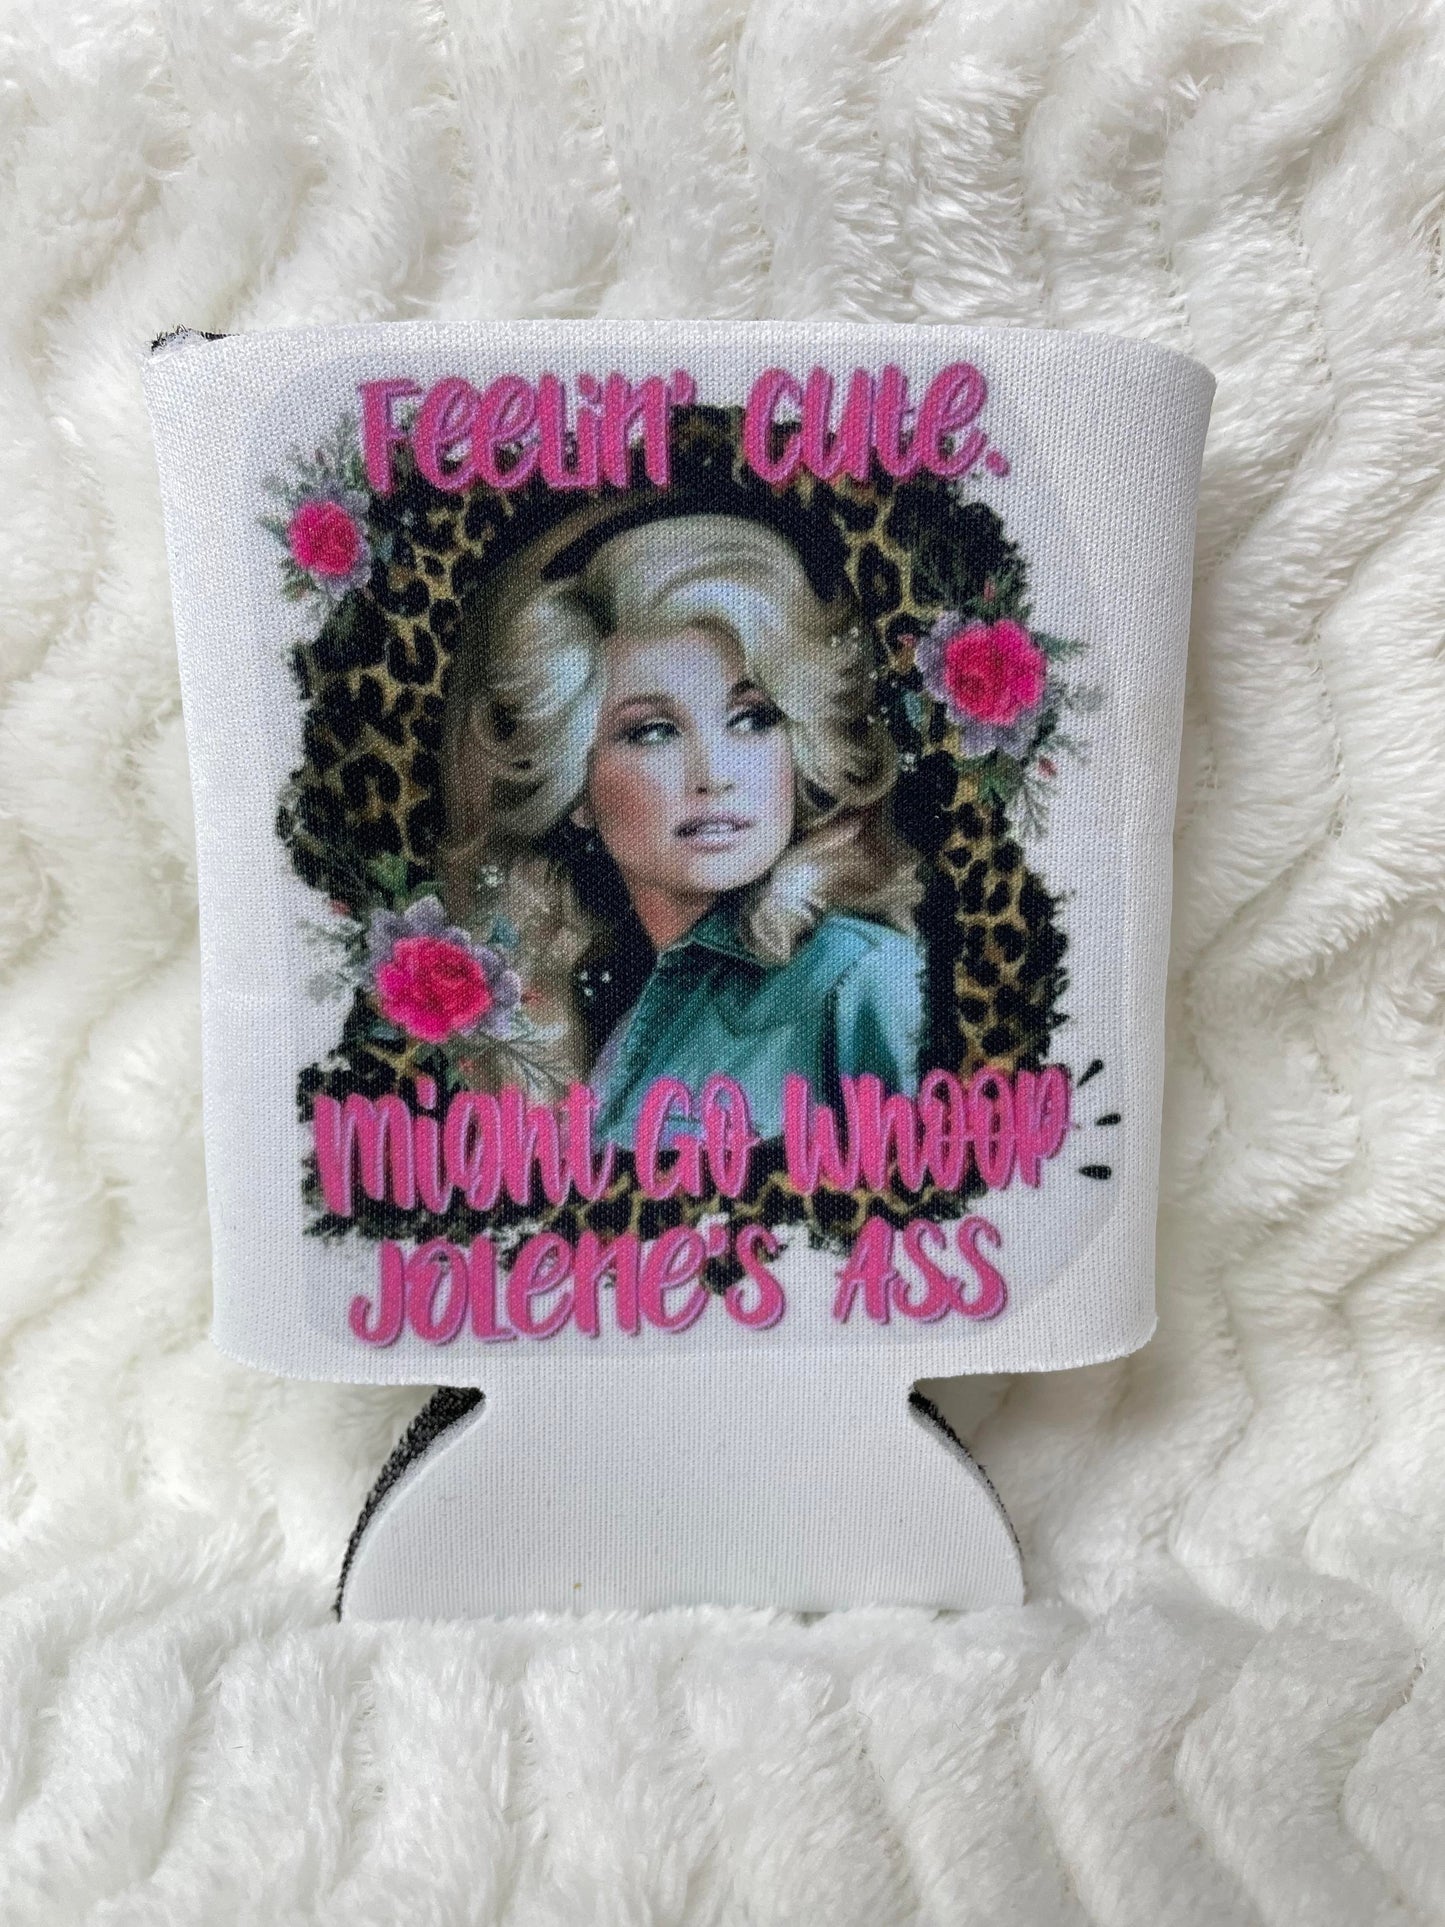 Feelin' Cute.
Might Go Whoop
Jolene's Ass